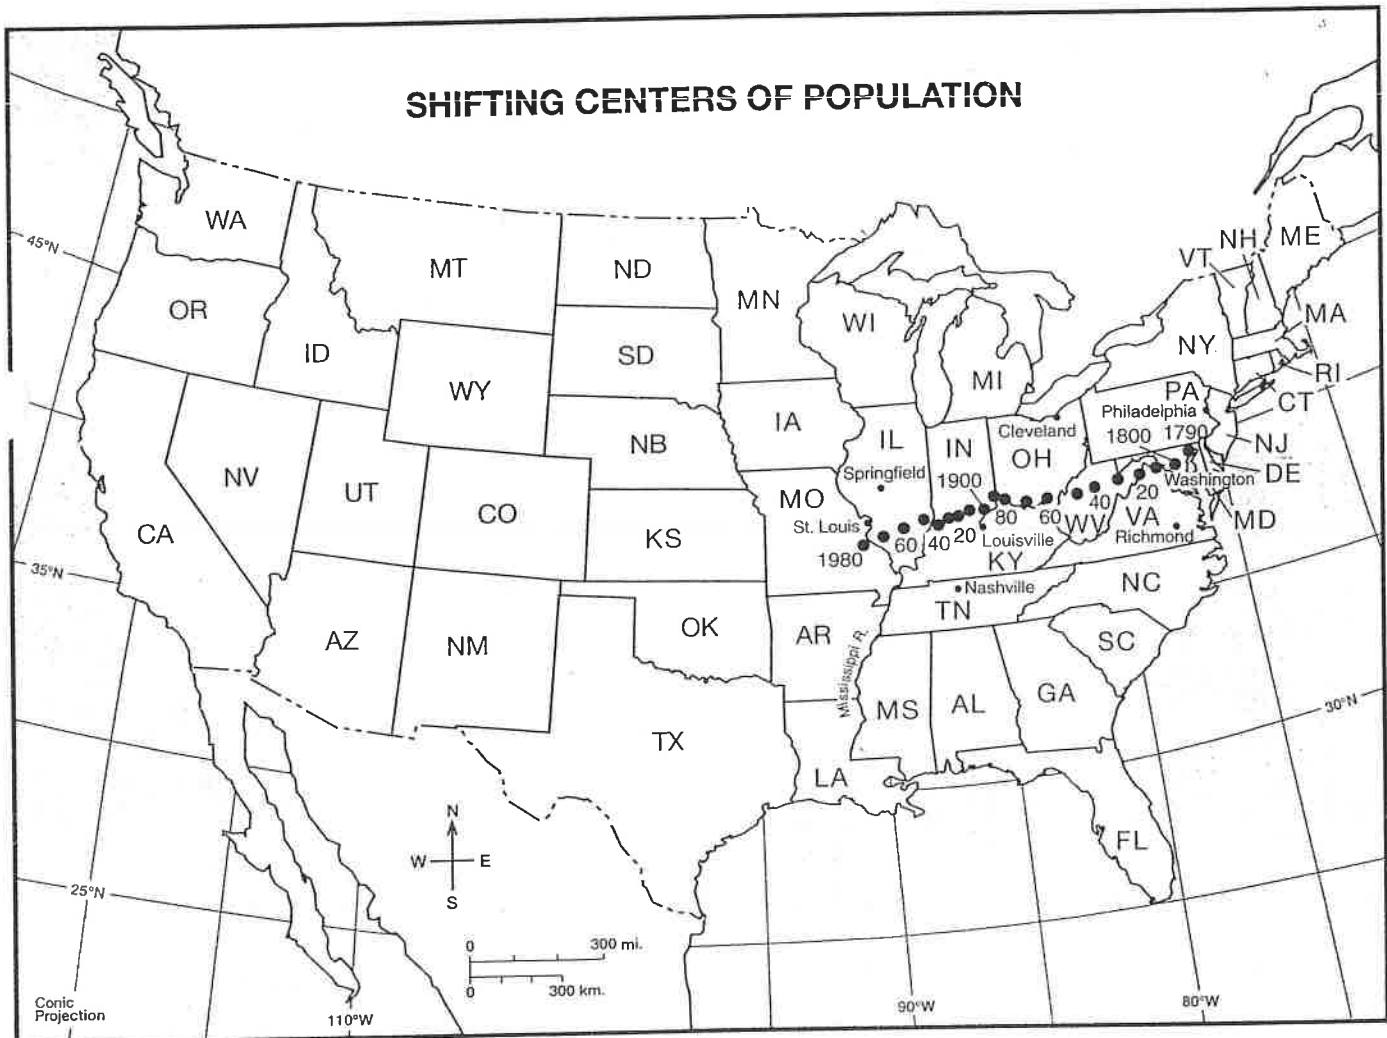 SHIFTING CENTERS OF POPULATION
WA
MT
ND
MN
WI
MI
VT
NH
ME
45°N
OR
ID
SD
WY
NY
MA
RI
CT
PA
Philadelphia
IA
NB
NV
UT
CO
IL
IN
OH
Cleveland
1800
1790
NJ
DE
Springfield
1900
Washington
MO
KS
CA
St. Louis
1980
60
40
20
80
60
40
20
Louisville
KY
WV
VA
Richmond
MD
35°N
Nashville
TN
NC
AZ
NM
OK
AR
Mississippi R.
SC
MS
AL
GA
30°N
TX
LA
FL
N
W
E
S
25°N
0
300 mi.
0
300 km.
Conic
Projection
110°W
90°W
80°W